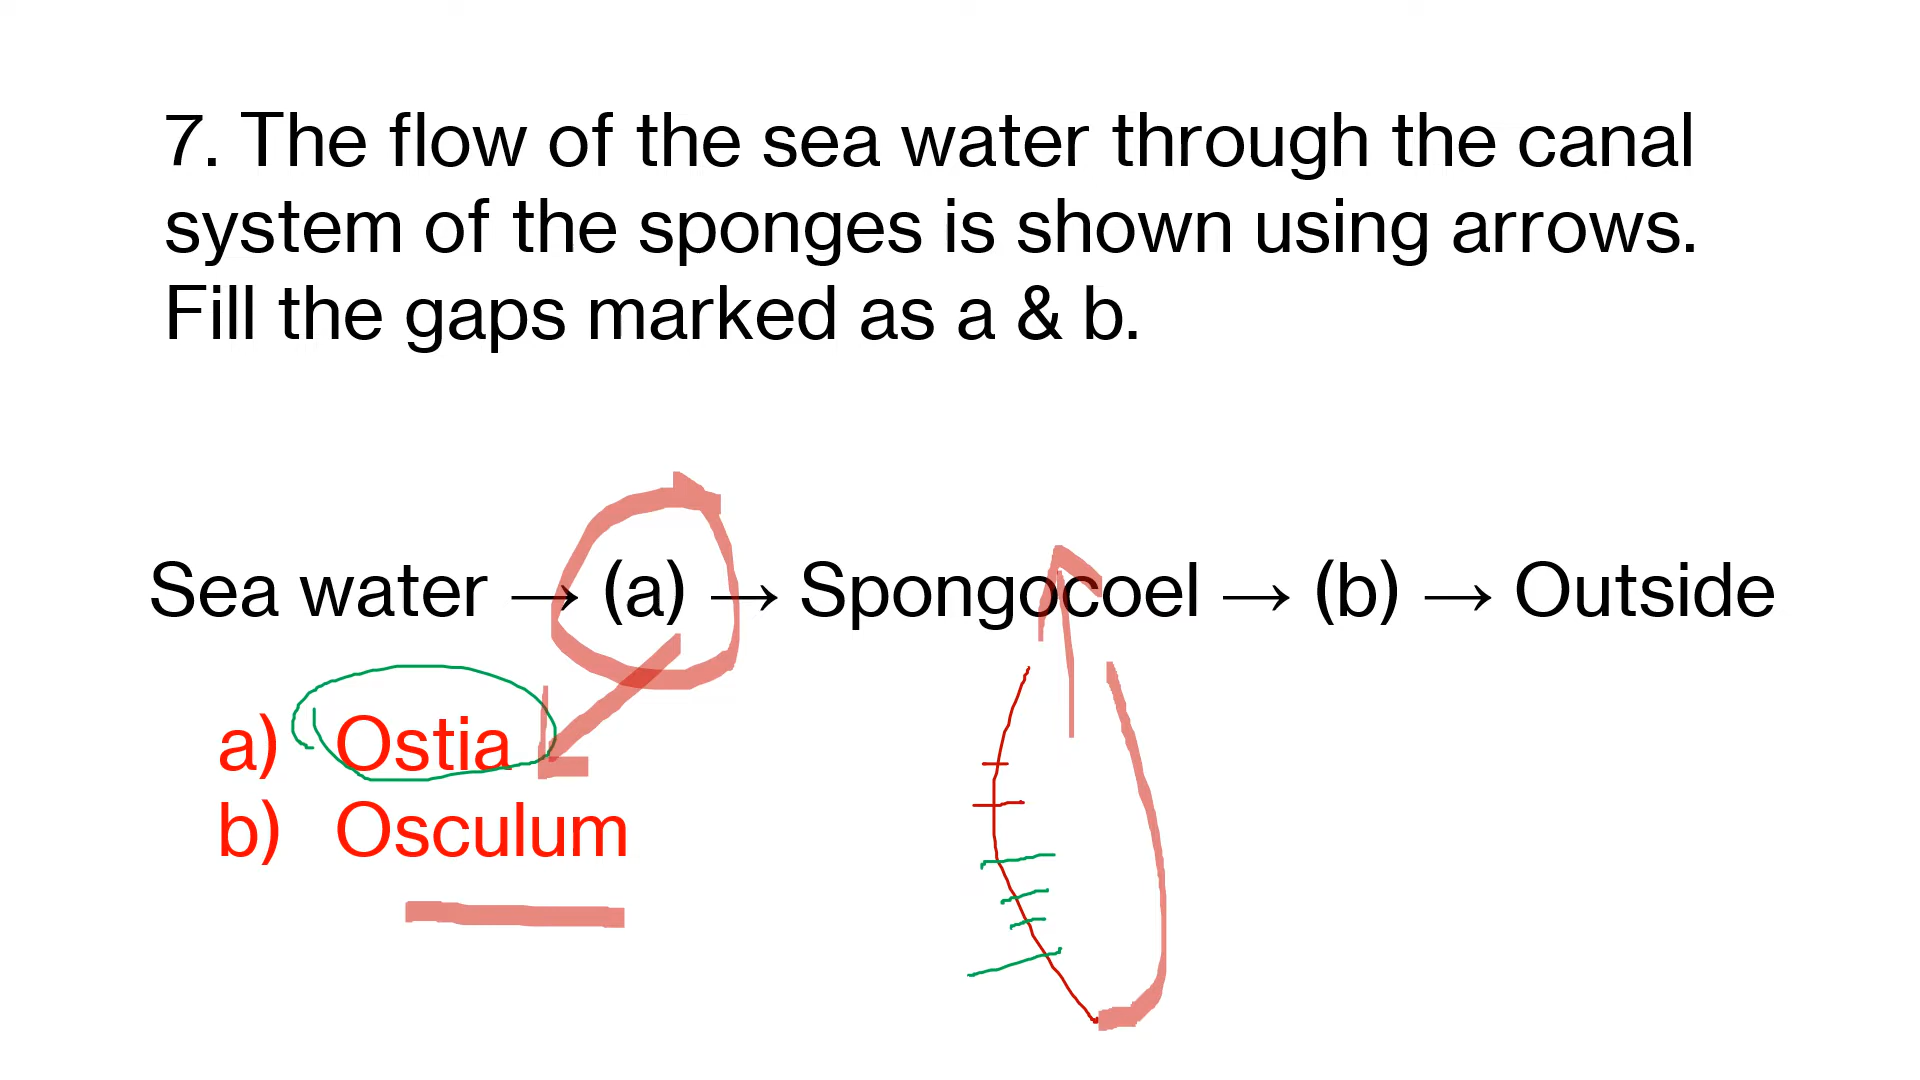 7. The flow of the sea water through the canal
system of the sponges is shown using arrows.
Fill the gaps marked as a & b.
Sea water → (a) → Spongocoel → (b) → Outside
a) Ostia
b) Osculum